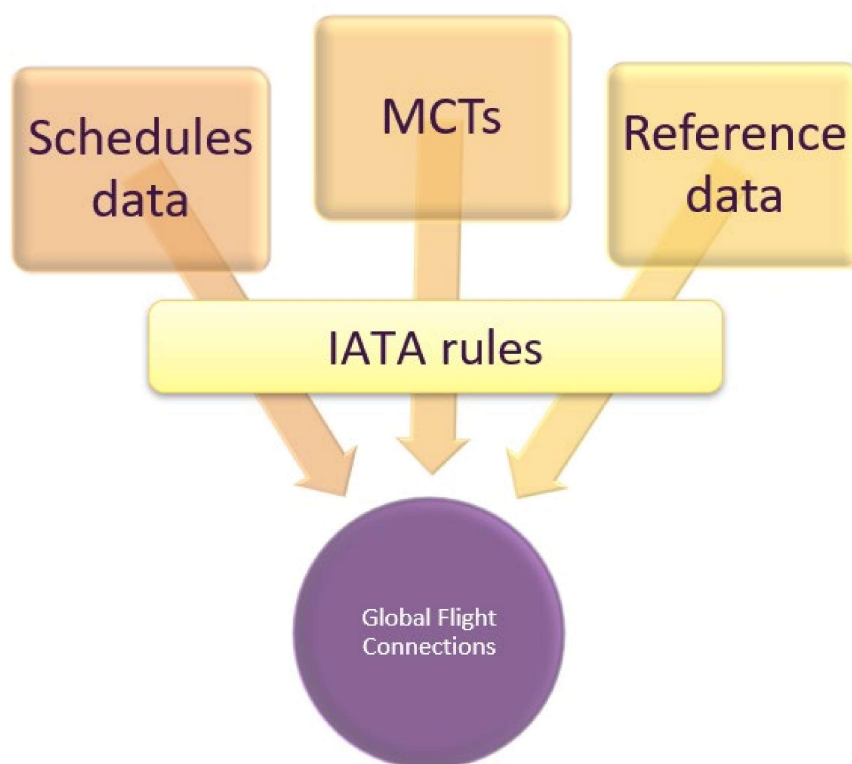 Schedules
data
MCTs
Reference
data
IATA rules
Global Flight
Connections